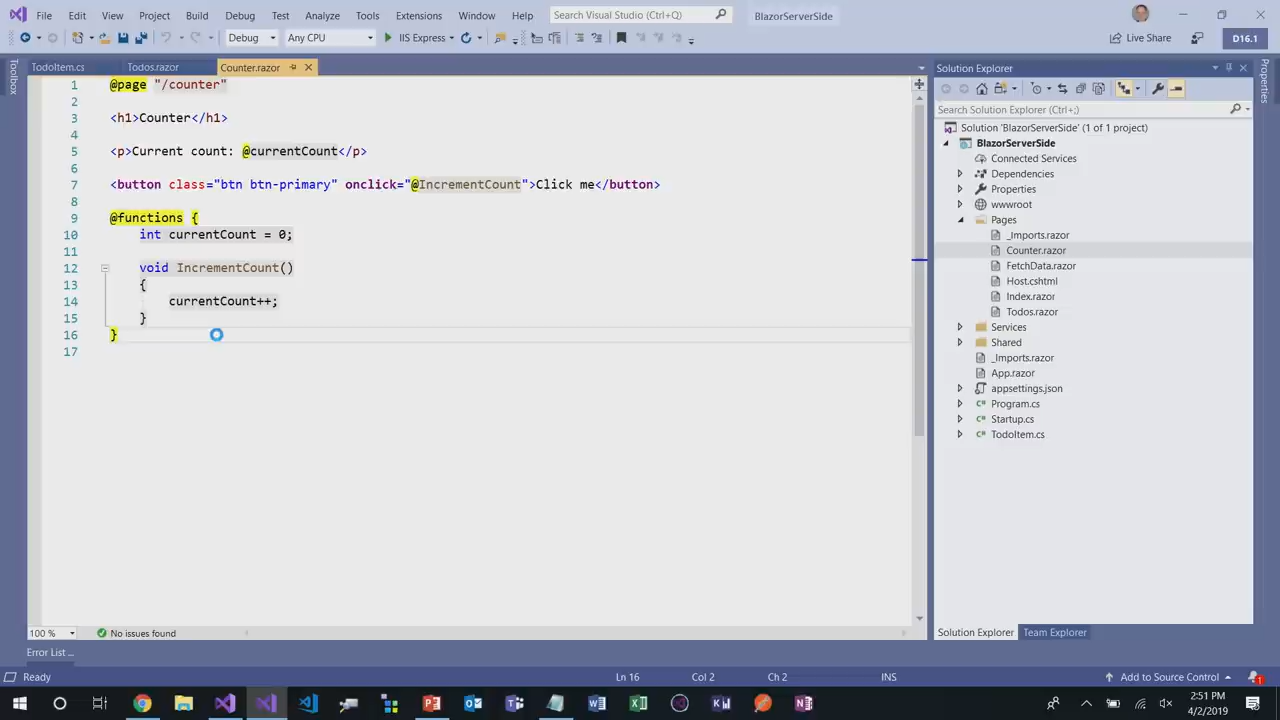 File Edit View Project Build Debug Test Analyze Tools Extensions Window Help Search Visual Studio (Ctrl+Q) BlazorServerSide
Debug Any CPU IIS Express Live Share D16.1
Toolbox
TodoItem.cs Todos.razor Counter.razor
1 @page "/counter"
2
3 <h1>Counter</h1>
4
5 <p>Current count: @currentCount</p>
6
7 <button class="btn btn-primary" onclick="@IncrementCount">Click me</button>
8
9 @functions {
10 int currentCount = 0;
11
12 void IncrementCount()
13 {
14 currentCount++;
15 }
16 }
17
100 % No issues found
Solution Explorer
Search Solution Explorer (Ctrl+;)
Solution 'BlazorServerSide' (1 of 1 project)
BlazorServerSide
Connected Services
Dependencies
Properties
wwwroot
Pages
_Imports.razor
Counter.razor
FetchData.razor
Host.cshtml
Index.razor
Todos.razor
Services
Shared
_Imports.razor
App.razor
appsettings.json
C# Program.cs
C# Startup.cs
C# TodoItem.cs
Solution Explorer Team Explorer
Properties
Error List ...
Ready Ln 16 Col 2 Ch 2 INS Add to Source Control 1
2:51 PM
4/2/2019